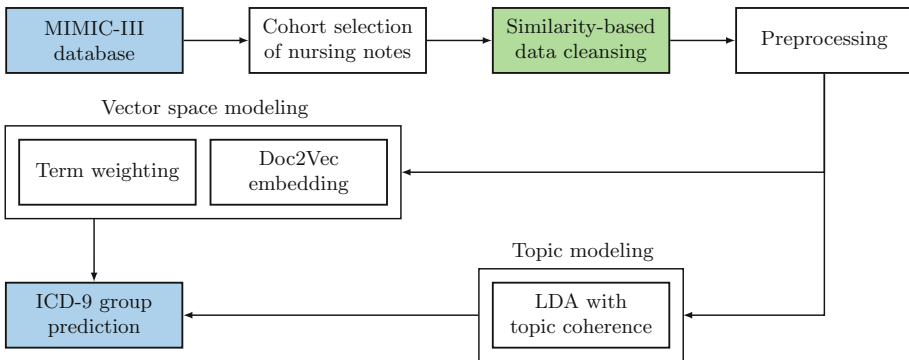 MIMIC-III
database
Cohort selection
of nursing notes
Similarity-based
data cleansing
Preprocessing
Vector space modeling
Term weighting
Doc2Vec
embedding
Topic modeling
ICD-9 group
prediction
LDA with
topic coherence